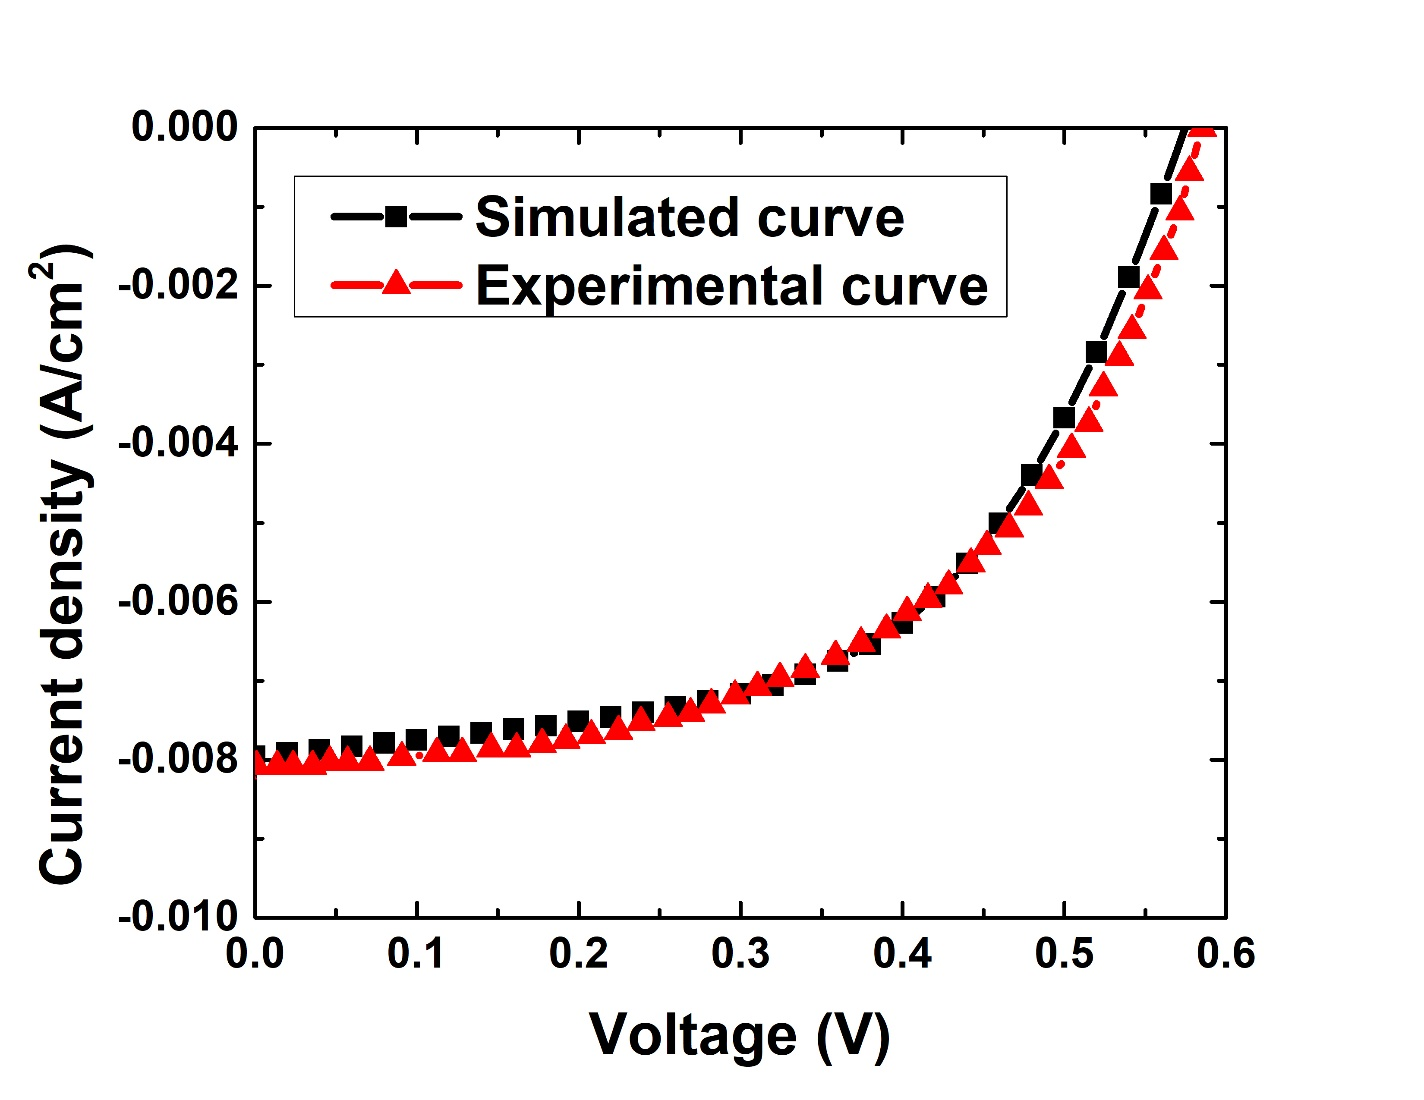 0.000
-0.002
-0.004
-0.006
-0.008
-0.010
Current density (A/cm²)
Simulated curve
Experimental curve
0.0 0.1 0.2 0.3 0.4 0.5 0.6
Voltage (V)